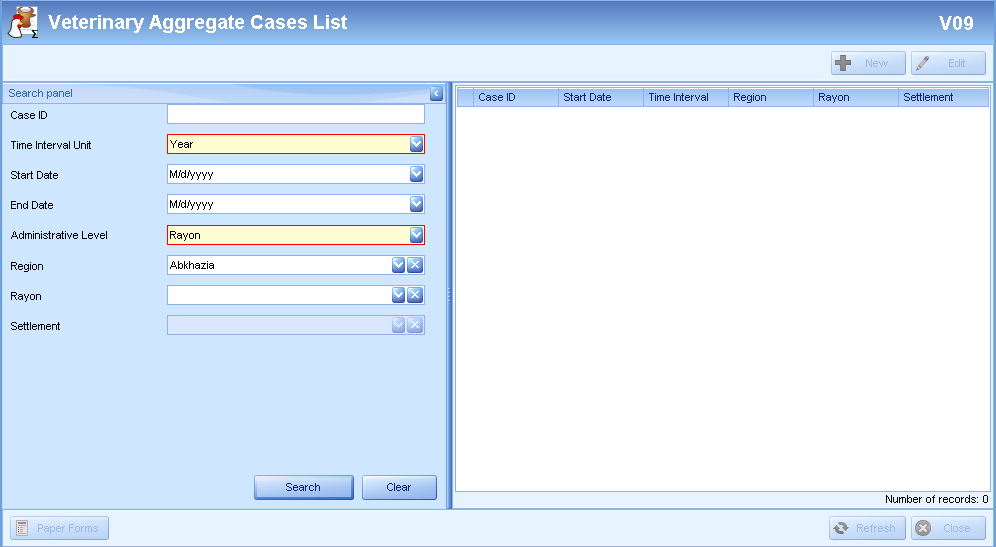 Veterinary Aggregate Cases List
V09
New
Edit
Search panel
Case ID
Time Interval Unit
Year
Start Date
M/d/yyyy
End Date
M/d/yyyy
Administrative Level
Rayon
Region
Abkhazia
Rayon
Settlement
Search
Clear
Case ID
Start Date
Time Interval
Region
Rayon
Settlement
Number of records: 0
Paper Forms
Refresh
Close